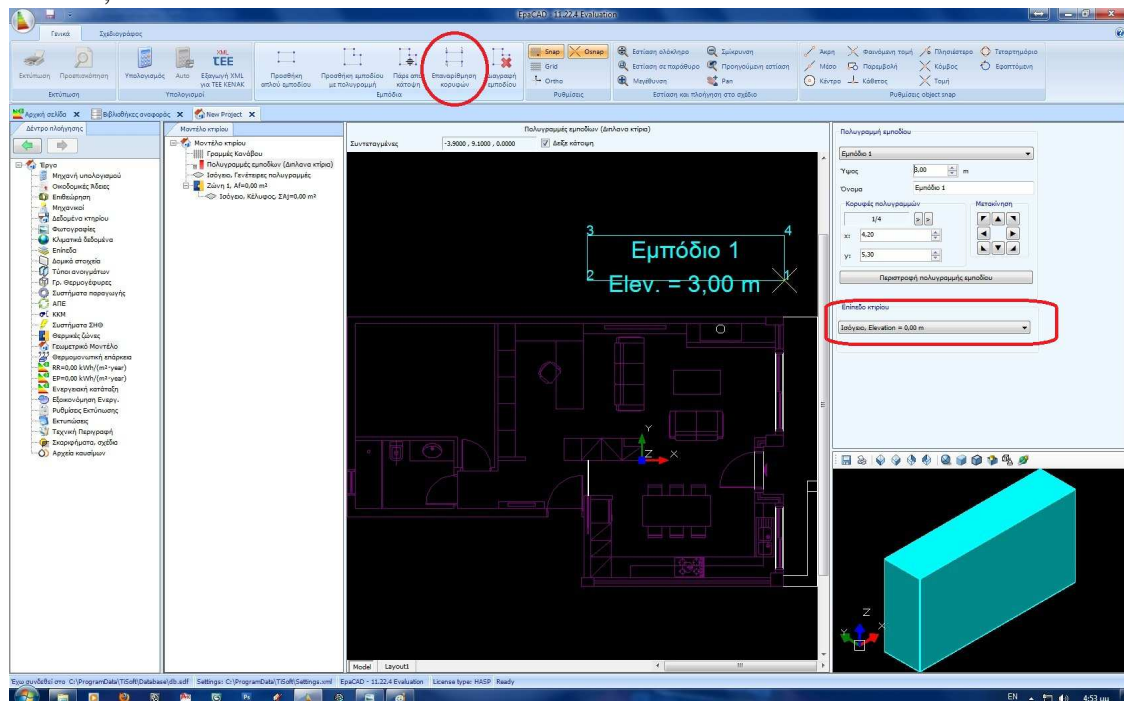 EpaCAD - 11.22.4 Evaluation
Γενικά Σχεδιογράφος
Εκτύπωση Προεπισκόπηση Υπολογισμός Auto Εξαγωγή XML για ΤΕΕ ΚΕΝΑΚ Προσθήκη απλού εμποδίου Προσθήκη εμποδίου με πολυγραμμή Πάρε από κάτοψη Επαναρίθμηση κορυφών Διαγραφή εμποδίου
XML ΤΕΕ
Snap Osnap
Grid
Ortho
Εστίαση ολόκληρο Σμίκρυνση
Εστίαση σε παράθυρο Προηγούμενη εστίαση
Μεγέθυνση Pan
Άκρη Φαινόμενη τομή Πλησιέστερο Τεταρτημόριο
Μέσο Παρεμβολή Κόμβος Εφαπτόμενη
Κέντρο Κάθετος Τομή
Εκτύπωση Υπολογισμοί Εμπόδια Ρυθμίσεις Εστίαση και πλοήγηση στο σχέδιο Ρυθμίσεις object snap
Αρχική σελίδα Βιβλιοθήκες αναφοράς New Project
Δέντρο πλοήγησης
Έργα
Μηχανή υπολογισμού
Οικοδομικές Άδειες
Επιθεώρηση
Μηχανικοί
Δεδομένα κτηρίου
Φωτογραφίες
Κλιματικά δεδομένα
Επίπεδα
Δομικά στοιχεία
Τύποι ανοιγμάτων
Γρ. Θερμογέφυρες
Συστήματα παραγωγής
ΑΠΕ
ΚΚΜ
Συστήματα ΣΗΘ
Θερμικές ζώνες
Γεωμετρικό Μοντέλο
Θερμομονωτική επάρκεια
RR=0,00 kWh/(m²·year)
EP=0,00 kWh/(m²·year)
Ενεργειακή κατάταξη
Εξοικονόμηση Ενεργ.
Ρυθμίσεις Εκτύπωσης
Εκτυπώσεις
Τεχνική Περιγραφή
Σκαριφήματα, σχέδια
Αρχεία καυσίμων
Μοντέλο κτιρίου
Μοντέλο κτιρίου
Γραμμές Κανάβου
Πολυγραμμές εμποδίων (Διπλανα κτίρια)
Ισόγειο, Γενέτειρες πολυγραμμές
Ζώνη 1, Af=0,00 m²
Ισόγειο, Κέλυφος, ΣAj=0,00 m²
Πολυγραμμές εμποδίων (Διπλανα κτίρια)
Συντεταγμένες -3.9000 , 9.1000 , 0.0000 Δείξε κάτοψη
3 4
Εμπόδιο 1
2 1
Elev. = 3,00 m
Y
Z X
Model Layout1
Πολυγραμμή εμποδίου
Εμπόδιο 1
Ύψος 3,00 m
Όνομα Εμπόδιο 1
Κορυφές πολυγραμμών Μετακίνηση
1/4 > >
x: 4,20
y: 5,30
Περιστροφή πολυγραμμής εμποδίου
Επίπεδο κτιρίου
Ισόγειο, Elevation = 0,00 m
Z
Y X
Έχω συνδεθεί στο C:\ProgramData\TiSoft\Database\db.sdf Settings: C:\ProgramData\TiSoft\Settings.xml EpaCAD - 11.22.4 Evaluation License type: HASP Ready
EN 4:53 μμ